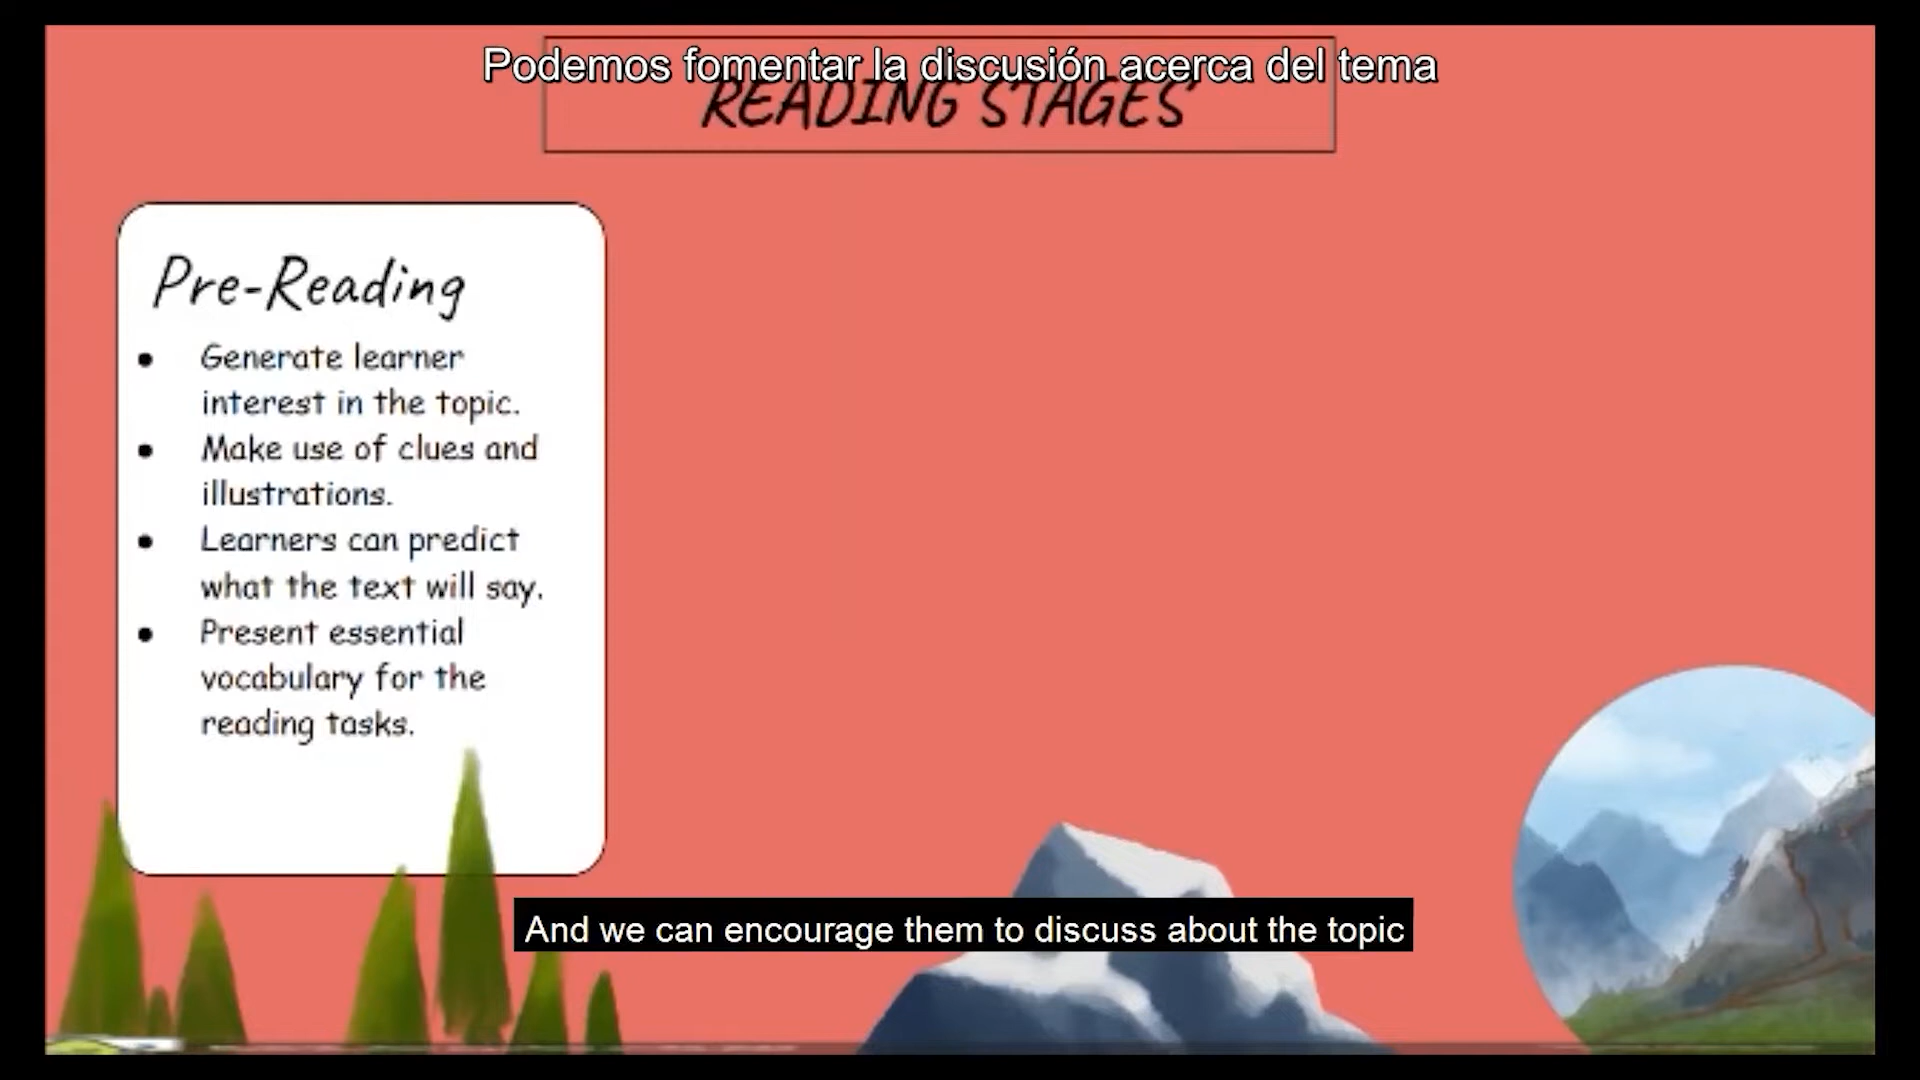 Podemos fomentar la discusión acerca del tema
READING STAGES
Pre-Reading
● Generate learner
interest in the topic.
● Make use of clues and
illustrations.
● Learners can predict
what the text will say.
● Present essential
vocabulary for the
reading tasks.
And we can encourage them to discuss about the topic